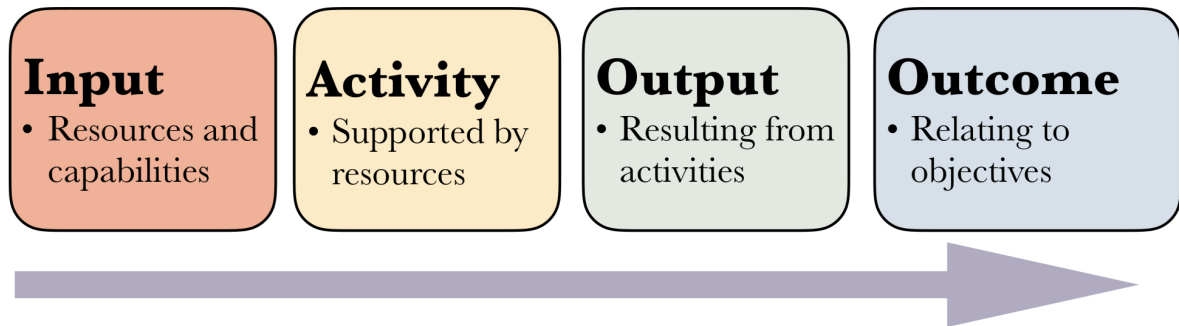 Input
• Resources and
capabilities
Activity
• Supported by
resources
Output
• Resulting from
activities
Outcome
• Relating to
objectives